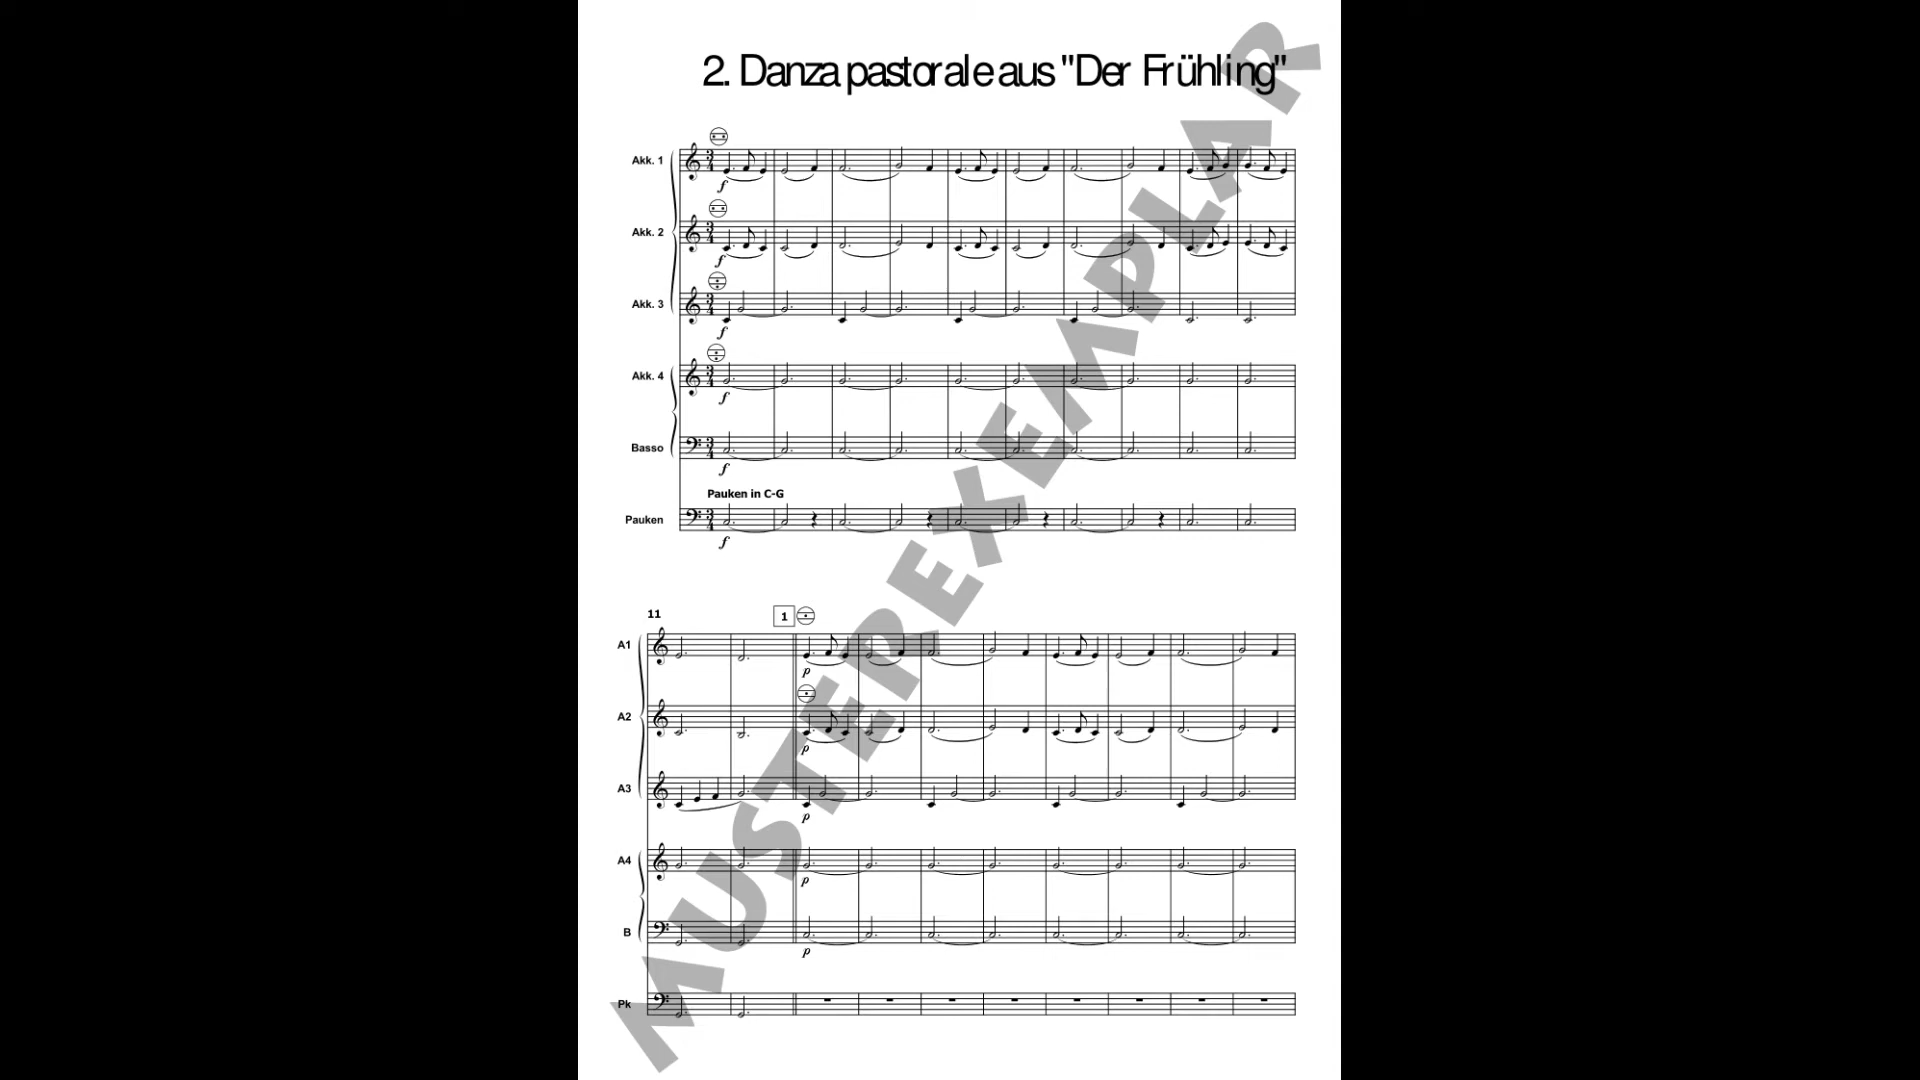 2. Danza pastorale aus "Der Frühling"
Akk. 1
f
Akk. 2
f
Akk. 3
f
Akk. 4
f
Basso
f
Pauken in C-G
Pauken
f
11
1
A1
p
A2
p
A3
p
A4
p
B
p
Pk
MUSTEREXEMPLAR